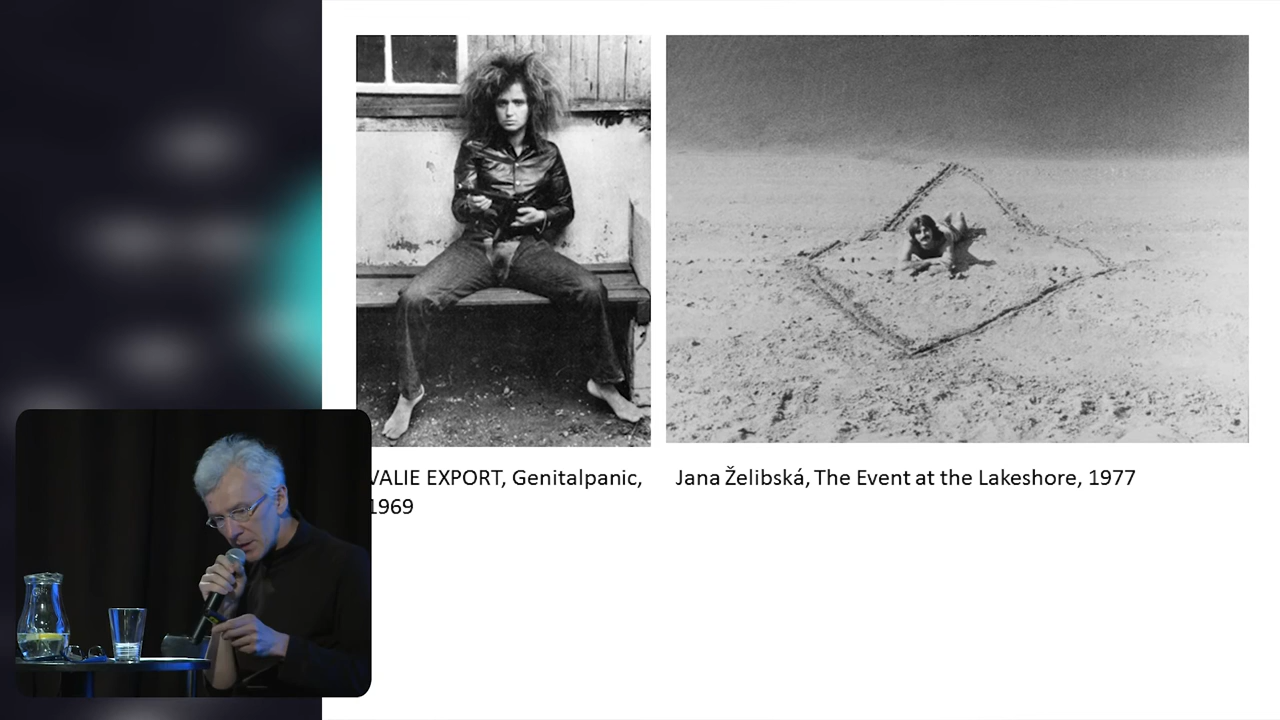 VALIE EXPORT, Genitalpanic,
1969
Jana Želibská, The Event at the Lakeshore, 1977